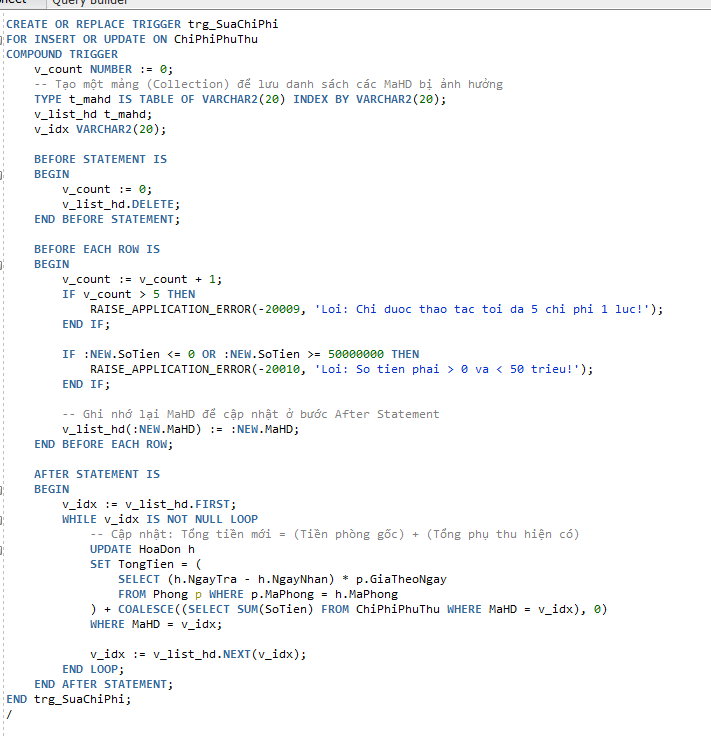 Query Builder
CREATE OR REPLACE TRIGGER trg_SuaChiPhi
FOR INSERT OR UPDATE ON ChiPhiPhuThu
COMPOUND TRIGGER
    v_count NUMBER := 0;
    -- Tạo một mảng (Collection) để lưu danh sách các MaHD bị ảnh hưởng
    TYPE t_mahd IS TABLE OF VARCHAR2(20) INDEX BY VARCHAR2(20);
    v_list_hd t_mahd;
    v_idx VARCHAR2(20);

    BEFORE STATEMENT IS
    BEGIN
        v_count := 0;
        v_list_hd.DELETE;
    END BEFORE STATEMENT;

    BEFORE EACH ROW IS
    BEGIN
        v_count := v_count + 1;
        IF v_count > 5 THEN
            RAISE_APPLICATION_ERROR(-20009, 'Loi: Chi duoc thao tac toi da 5 chi phi 1 luc!');
        END IF;

        IF :NEW.SoTien <= 0 OR :NEW.SoTien >= 50000000 THEN
            RAISE_APPLICATION_ERROR(-20010, 'Loi: So tien phai > 0 va < 50 trieu!');
        END IF;

        -- Ghi nhớ lại MaHD để cập nhật ở bước After Statement
        v_list_hd(:NEW.MaHD) := :NEW.MaHD;
    END BEFORE EACH ROW;

    AFTER STATEMENT IS
    BEGIN
        v_idx := v_list_hd.FIRST;
        WHILE v_idx IS NOT NULL LOOP
            -- Cập nhật: Tổng tiền mới = (Tiền phòng gốc) + (Tổng phụ thu hiện có)
            UPDATE HoaDon h
            SET TongTien = (
                SELECT (h.NgayTra - h.NgayNhan) * p.GiaTheoNgay
                FROM Phong p WHERE p.MaPhong = h.MaPhong
            ) + COALESCE((SELECT SUM(SoTien) FROM ChiPhiPhuThu WHERE MaHD = v_idx), 0)
            WHERE MaHD = v_idx;

            v_idx := v_list_hd.NEXT(v_idx);
        END LOOP;
    END AFTER STATEMENT;
END trg_SuaChiPhi;
/